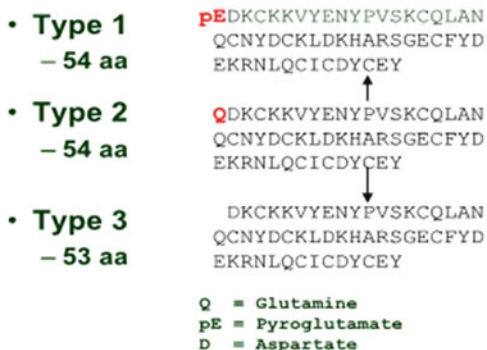 • Type 1
– 54 aa
pEDKCKKVYENYPVSKCQLAN
QCNYDCKLDKHARSGECFYD
EKRNLQCICDYCEY
• Type 2
– 54 aa
QDKCKKVYENYPVSKCQLAN
QCNYDCKLDKHARSGECFYD
EKRNLQCICDYCEY
• Type 3
– 53 aa
DKCKKVYENYPVSKCQLAN
QCNYDCKLDKHARSGECFYD
EKRNLQCICDYCEY
Q = Glutamine
pE = Pyroglutamate
D = Aspartate